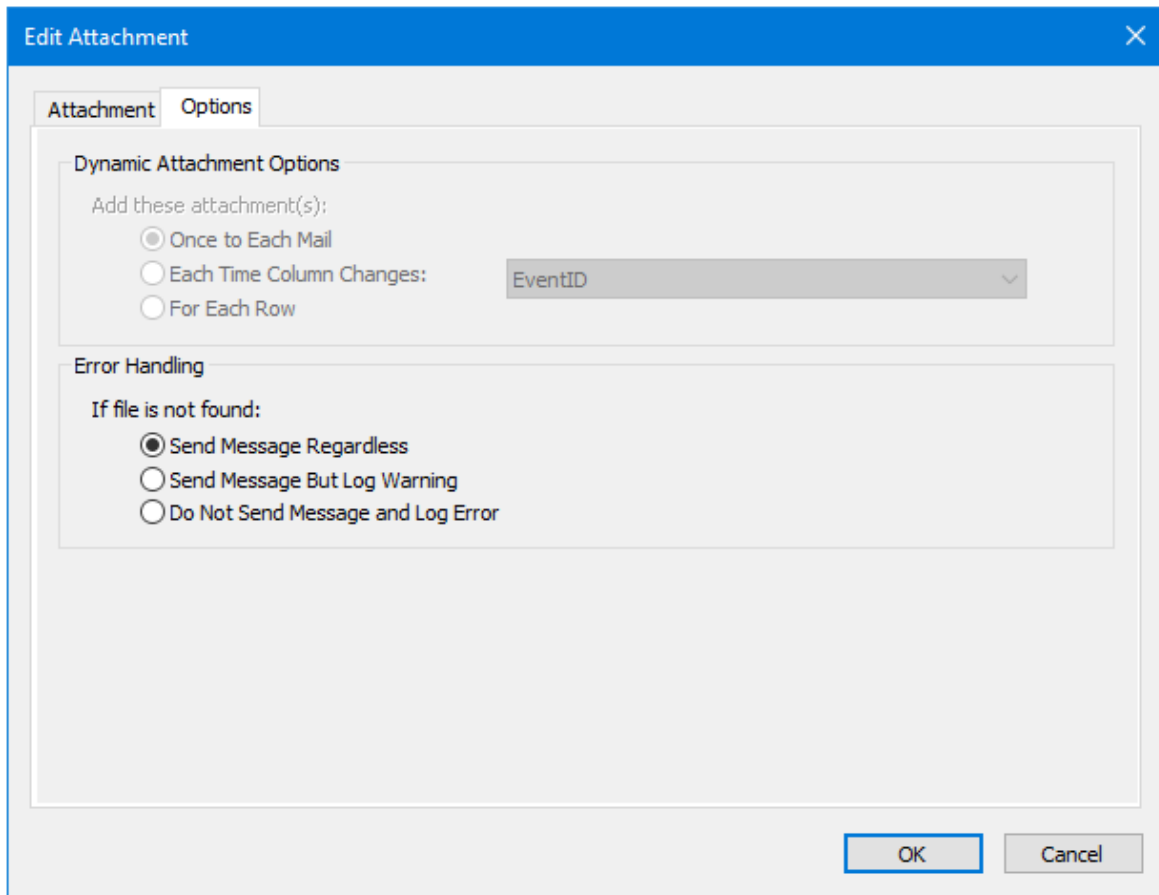 Edit Attachment
Attachment Options
Dynamic Attachment Options
Add these attachment(s):
Once to Each Mail
Each Time Column Changes: EventID
For Each Row
Error Handling
If file is not found:
Send Message Regardless
Send Message But Log Warning
Do Not Send Message and Log Error
OK Cancel